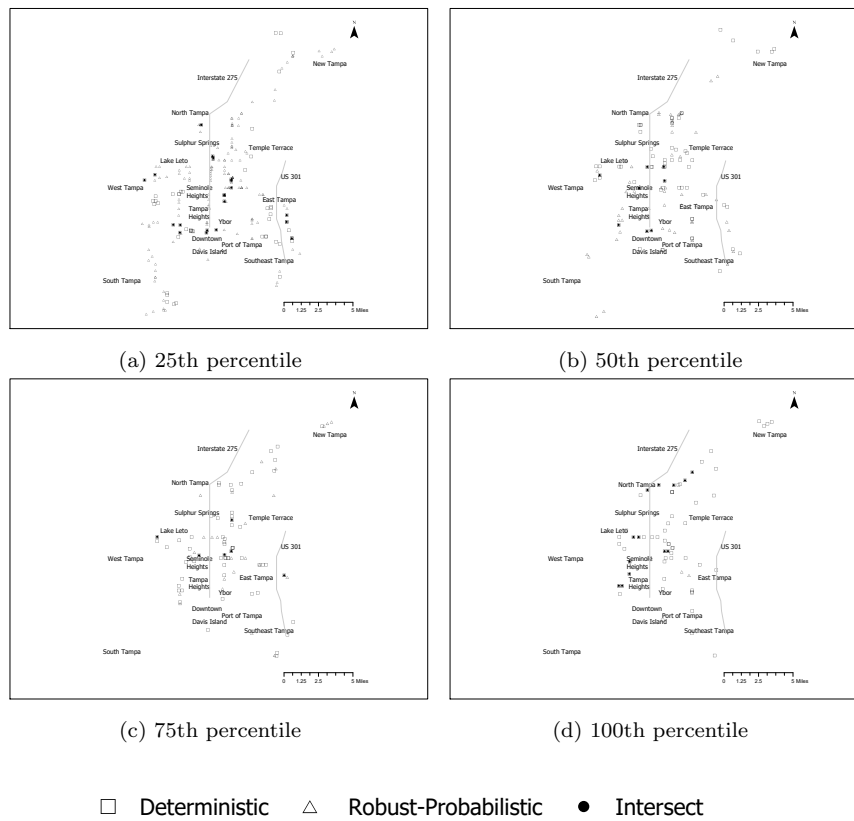 N
New Tampa
Interstate 275
North Tampa
Sulphur Springs
Temple Terrace
Lake Leto
US 301
West Tampa
Seminole
Heights
East Tampa
Tampa
Heights
Ybor
Downtown
Port of Tampa
Davis Island
Southeast Tampa
South Tampa
0 1.25 2.5 5 Miles
(a) 25th percentile
N
New Tampa
Interstate 275
North Tampa
Sulphur Springs
Temple Terrace
Lake Leto
US 301
West Tampa
Seminole
Heights
East Tampa
Tampa
Heights
Ybor
Downtown
Port of Tampa
Davis Island
Southeast Tampa
South Tampa
0 1.25 2.5 5 Miles
(b) 50th percentile
N
New Tampa
Interstate 275
North Tampa
Sulphur Springs
Temple Terrace
Lake Leto
US 301
West Tampa
Seminole
Heights
East Tampa
Tampa
Heights
Ybor
Downtown
Port of Tampa
Davis Island
Southeast Tampa
South Tampa
0 1.25 2.5 5 Miles
(c) 75th percentile
N
New Tampa
Interstate 275
North Tampa
Sulphur Springs
Temple Terrace
Lake Leto
US 301
West Tampa
Seminole
Heights
East Tampa
Tampa
Heights
Ybor
Downtown
Port of Tampa
Davis Island
Southeast Tampa
South Tampa
0 1.25 2.5 5 Miles
(d) 100th percentile
Deterministic Robust-Probabilistic Intersect